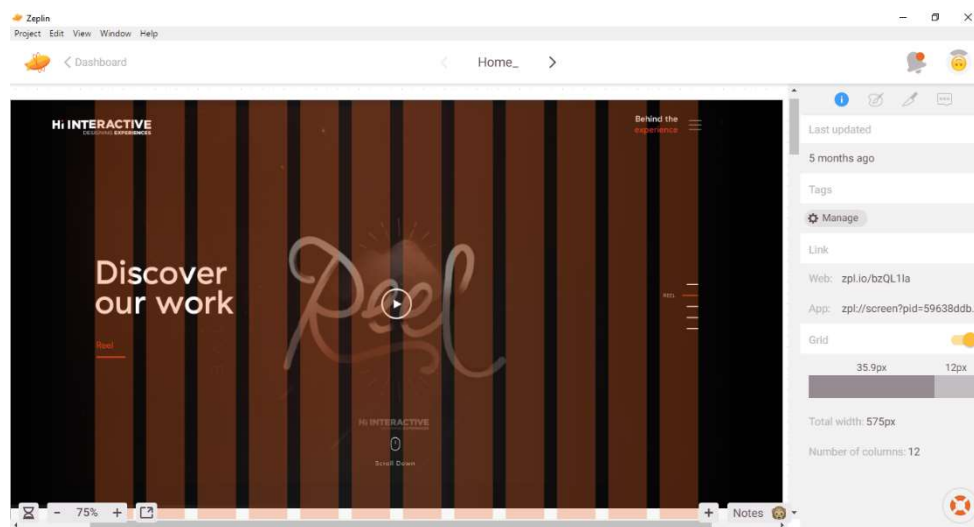 Zeplin
Project Edit View Window Help
Dashboard
Home_
Hi INTERACTIVE
DESIGNING EXPERIENCES
Behind the
experience
Discover
our work
Reel
Reel
REEL
Hi INTERACTIVE
Scroll Down
75%
Notes
Last updated
5 months ago
Tags
Manage
Link
Web: zpl.io/bzQL1la
App: zpl://screen?pid=59638ddb.
Grid
35.9px 12px
Total width: 575px
Number of columns: 12